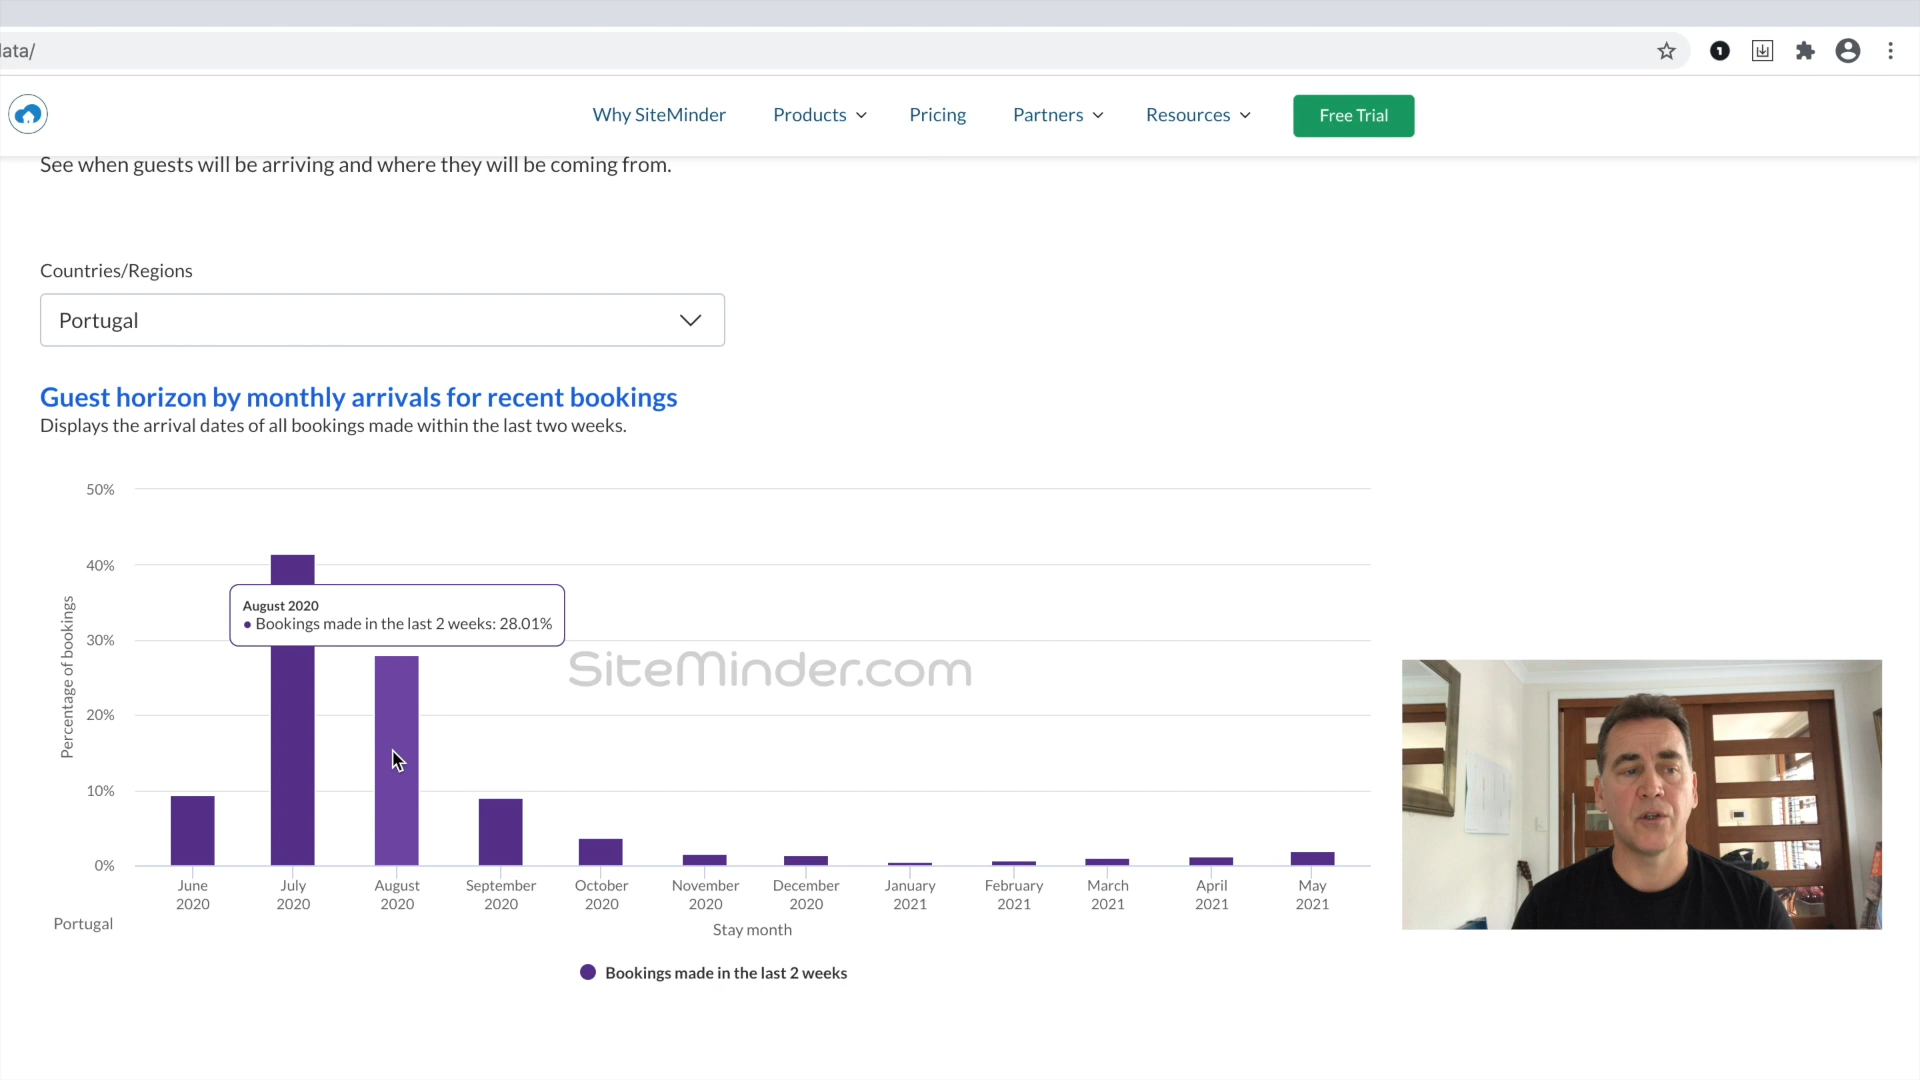 lata/
1
Why SiteMinder
Products
Pricing
Partners
Resources
Free Trial
See when guests will be arriving and where they will be coming from.
Countries/Regions
Portugal
Guest horizon by monthly arrivals for recent bookings
Displays the arrival dates of all bookings made within the last two weeks.
50%
40%
30%
20%
10%
0%
Percentage of bookings
August 2020
Bookings made in the last 2 weeks: 28.01%
SiteMinder.com
June
2020
July
2020
August
2020
September
2020
October
2020
November
2020
December
2020
January
2021
February
2021
March
2021
April
2021
May
2021
Portugal
Stay month
Bookings made in the last 2 weeks